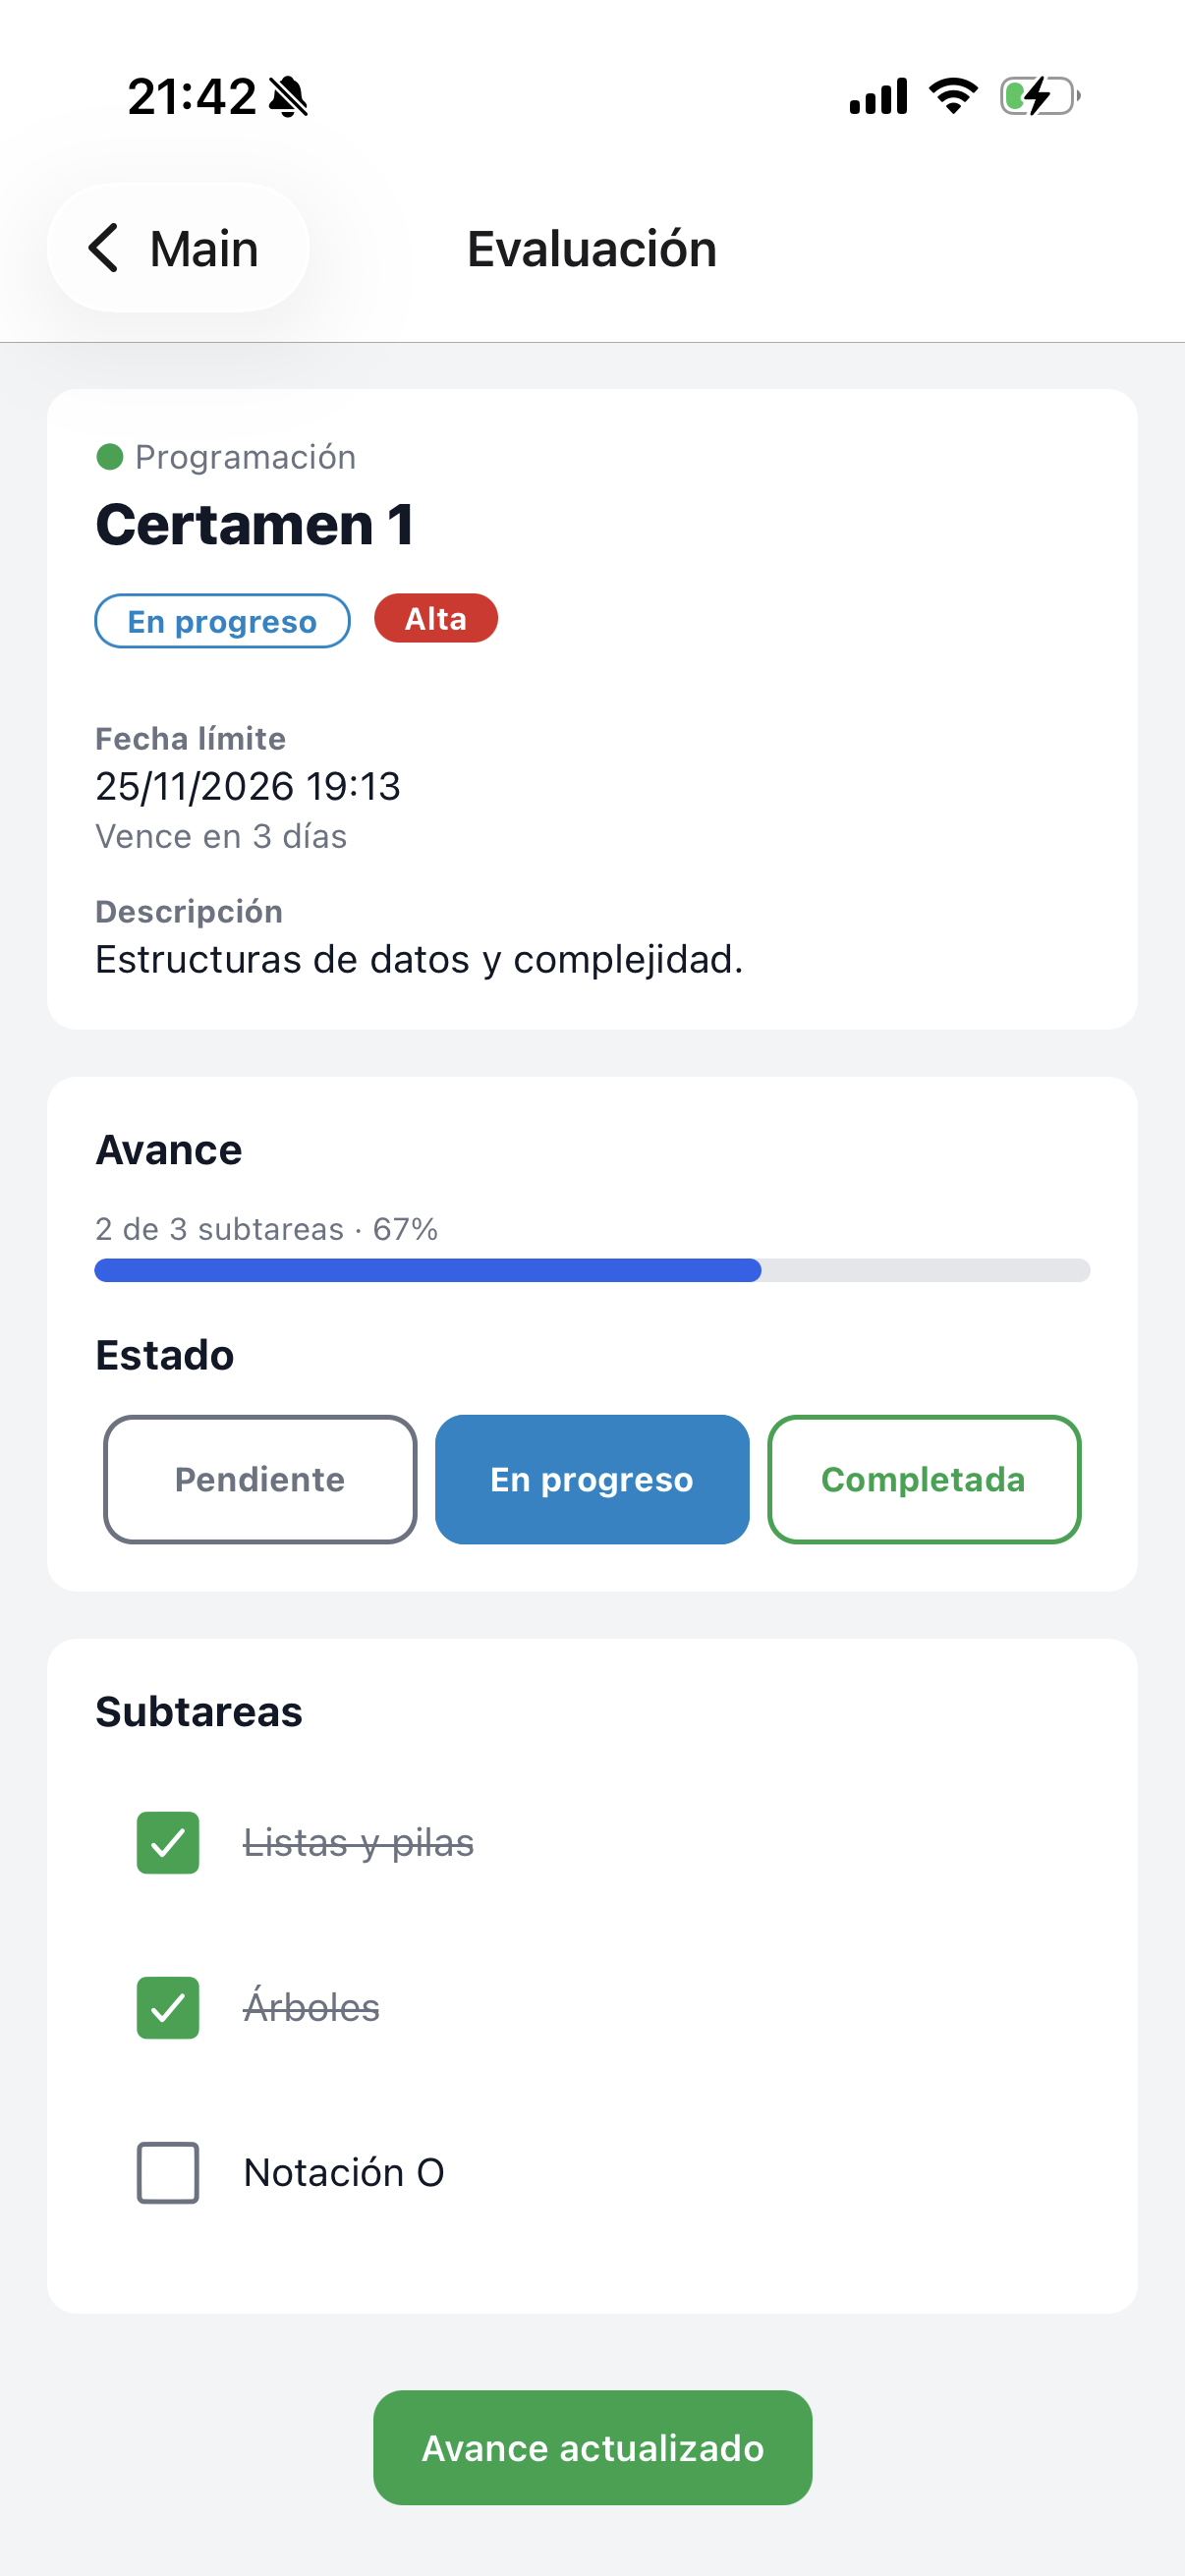 21:42
Main
Evaluación
Programación
Certamen 1
En progreso Alta
Fecha límite
25/11/2026 19:13
Vence en 3 días
Descripción
Estructuras de datos y complejidad.
Avance
2 de 3 subtareas · 67%
Estado
Pendiente En progreso Completada
Subtareas
Listas y pilas
Árboles
Notación O
Avance actualizado